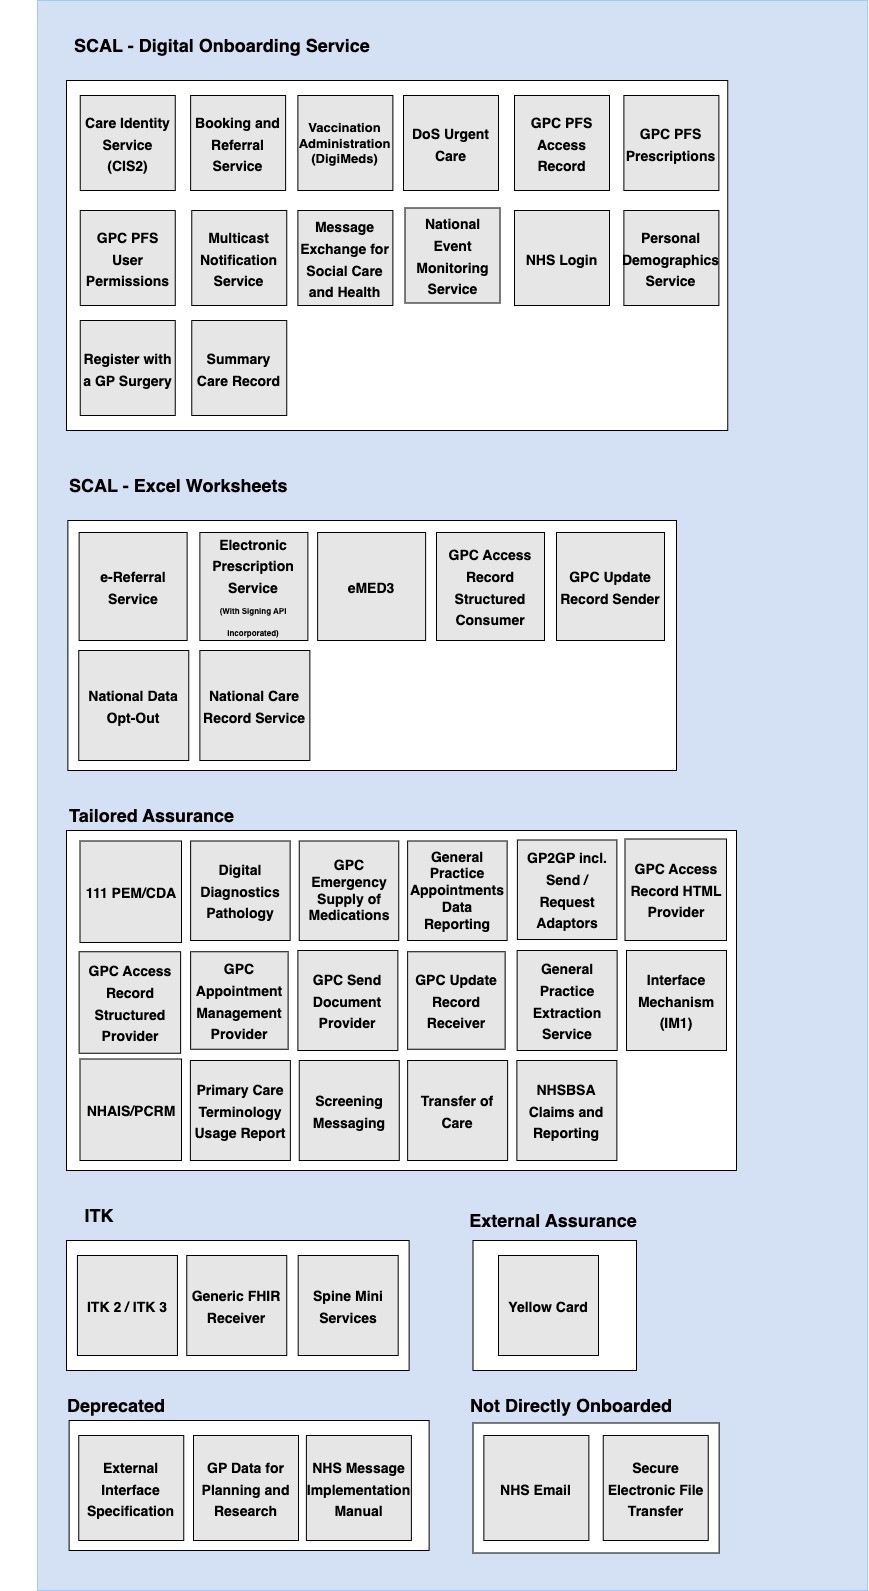 SCAL - Digital Onboarding Service
Care Identity
Service
(CIS2)
Booking and
Referral
Service
Vaccination
Administration
(DigiMeds)
DoS Urgent
Care
GPC PFS
Access
Record
GPC PFS
Prescriptions
GPC PFS
User
Permissions
Multicast
Notification
Service
Message
Exchange for
Social Care
and Health
National
Event
Monitoring
Service
NHS Login
Personal
Demographics
Service
Register with
a GP Surgery
Summary
Care Record
SCAL - Excel Worksheets
e-Referral
Service
Electronic
Prescription
Service
(With Signing API
Incorporated)
eMED3
GPC Access
Record
Structured
Consumer
GPC Update
Record Sender
National Data
Opt-Out
National Care
Record Service
Tailored Assurance
111 PEM/CDA
Digital
Diagnostics
Pathology
GPC
Emergency
Supply of
Medications
General
Practice
Appointments
Data
Reporting
GP2GP incl.
Send /
Request
Adaptors
GPC Access
Record HTML
Provider
GPC Access
Record
Structured
Provider
GPC
Appointment
Management
Provider
GPC Send
Document
Provider
GPC Update
Record
Receiver
General
Practice
Extraction
Service
Interface
Mechanism
(IM1)
NHAIS/PCRM
Primary Care
Terminology
Usage Report
Screening
Messaging
Transfer of
Care
NHSBSA
Claims and
Reporting
ITK
ITK 2 / ITK 3
Generic FHIR
Receiver
Spine Mini
Services
External Assurance
Yellow Card
Deprecated
External
Interface
Specification
GP Data for
Planning and
Research
NHS Message
Implementation
Manual
Not Directly Onboarded
NHS Email
Secure
Electronic File
Transfer